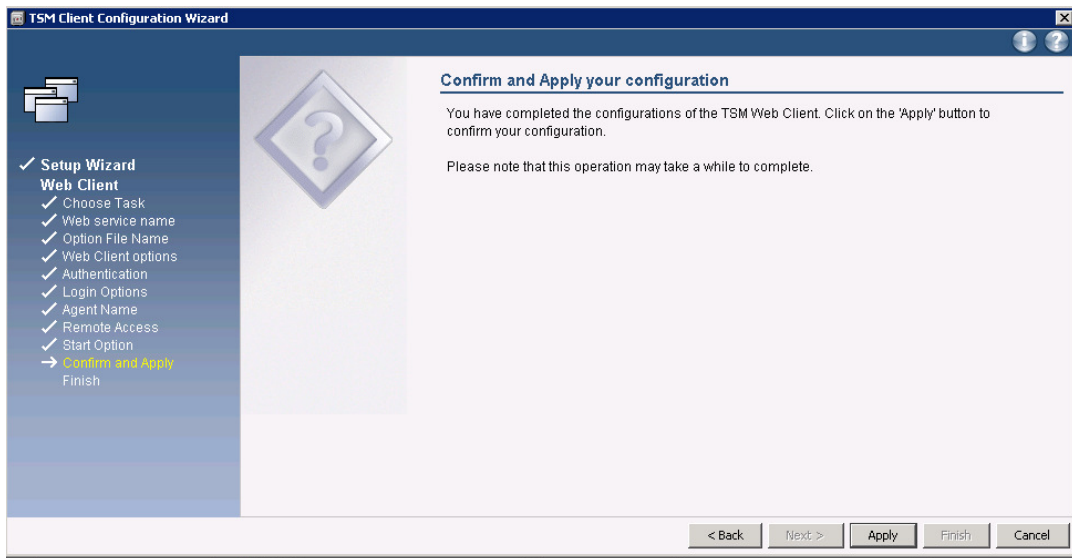 TSM Client Configuration Wizard
Setup Wizard
Web Client
Choose Task
Web service name
Option File Name
Web Client options
Authentication
Login Options
Agent Name
Remote Access
Start Option
Confirm and Apply
Finish
Confirm and Apply your configuration
You have completed the configurations of the TSM Web Client. Click on the 'Apply' button to
confirm your configuration.
Please note that this operation may take a while to complete.
< Back Next > Apply Finish Cancel